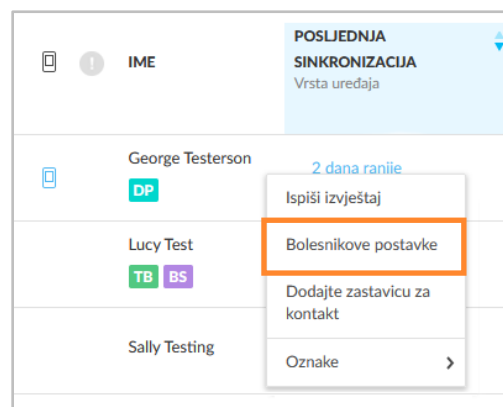 !
IME
POSLJEDNJA
SINKRONIZACIJA
Vrsta uređaja
George Testerson
DP
2 dana ranije
Lucy Test
TB BS
Sally Testing
Ispiši izvještaj
Bolesnikove postavke
Dodajte zastavicu za
kontakt
Oznake